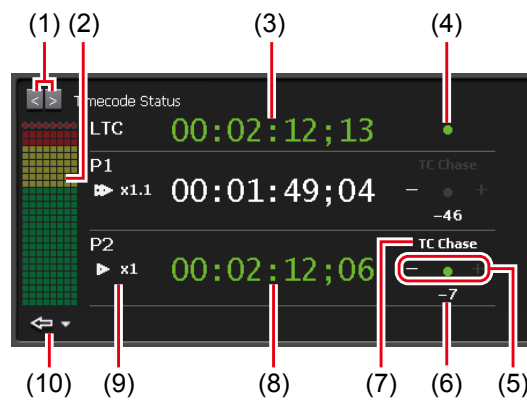 (1) (2) (3) (4)
< > Timecode Status
LTC 00:02:12;13
P1 TC Chase
x1.1 00:01:49;04 − +
−46
P2 TC Chase
x1 00:02:12;06 − +
−7
(10) (9) (8) (7) (6) (5)